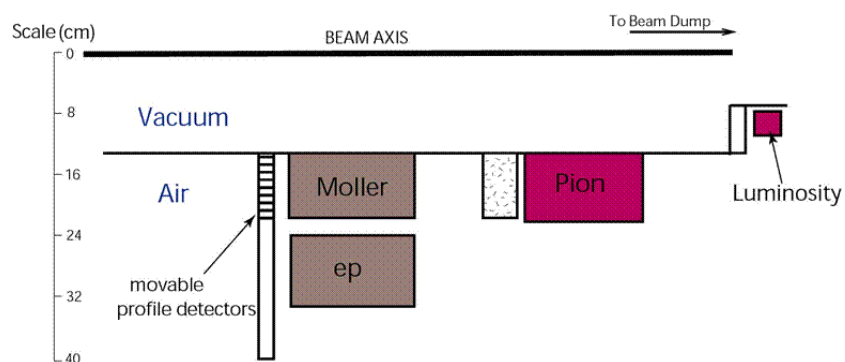 Scale (cm)
To Beam Dump
BEAM AXIS
0
8
Vacuum
16
Air
Moller
Pion
Luminosity
24
ep
movable
profile detectors
32
40